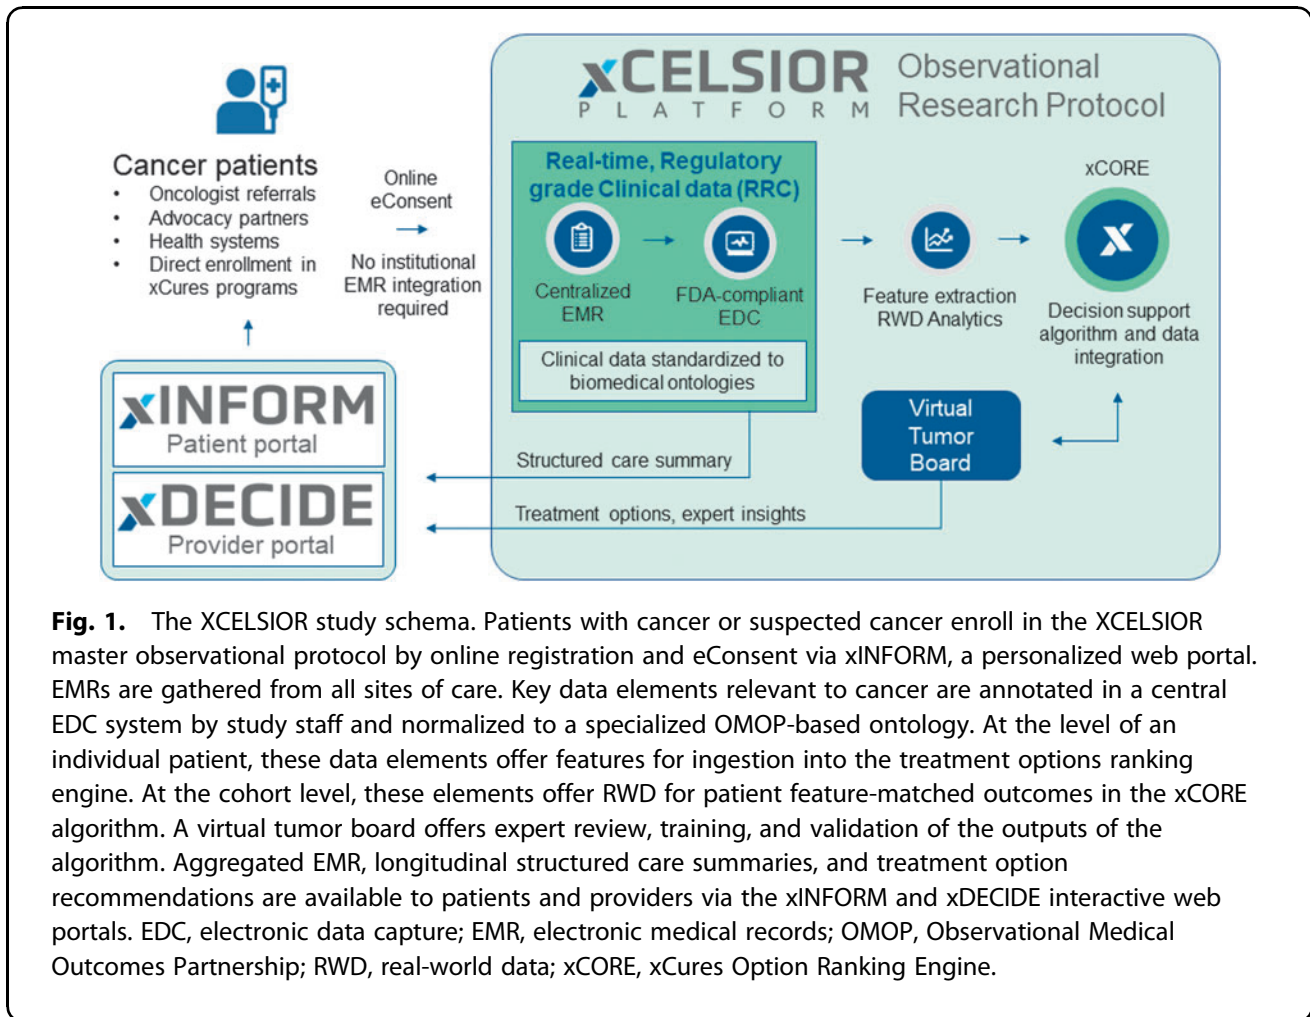 xCELSIOR
PLATFORM
Observational
Research Protocol
Cancer patients
• Oncologist referrals
• Advocacy partners
• Health systems
• Direct enrollment in
xCures programs
Online
eConsent
No institutional
EMR integration
required
Real-time, Regulatory
grade Clinical data (RRC)
Centralized
EMR
FDA-compliant
EDC
Clinical data standardized to
biomedical ontologies
Feature extraction
RWD Analytics
xCORE
X
Decision support
algorithm and data
integration
Virtual
Tumor
Board
xINFORM
Patient portal
xDECIDE
Provider portal
Structured care summary
Treatment options, expert insights
Fig. 1. The XCELSIOR study schema. Patients with cancer or suspected cancer enroll in the XCELSIOR
master observational protocol by online registration and eConsent via xINFORM, a personalized web portal.
EMRs are gathered from all sites of care. Key data elements relevant to cancer are annotated in a central
EDC system by study staff and normalized to a specialized OMOP-based ontology. At the level of an
individual patient, these data elements offer features for ingestion into the treatment options ranking
engine. At the cohort level, these elements offer RWD for patient feature-matched outcomes in the xCORE
algorithm. A virtual tumor board offers expert review, training, and validation of the outputs of the
algorithm. Aggregated EMR, longitudinal structured care summaries, and treatment option
recommendations are available to patients and providers via the xINFORM and xDECIDE interactive web
portals. EDC, electronic data capture; EMR, electronic medical records; OMOP, Observational Medical
Outcomes Partnership; RWD, real-world data; xCORE, xCures Option Ranking Engine.